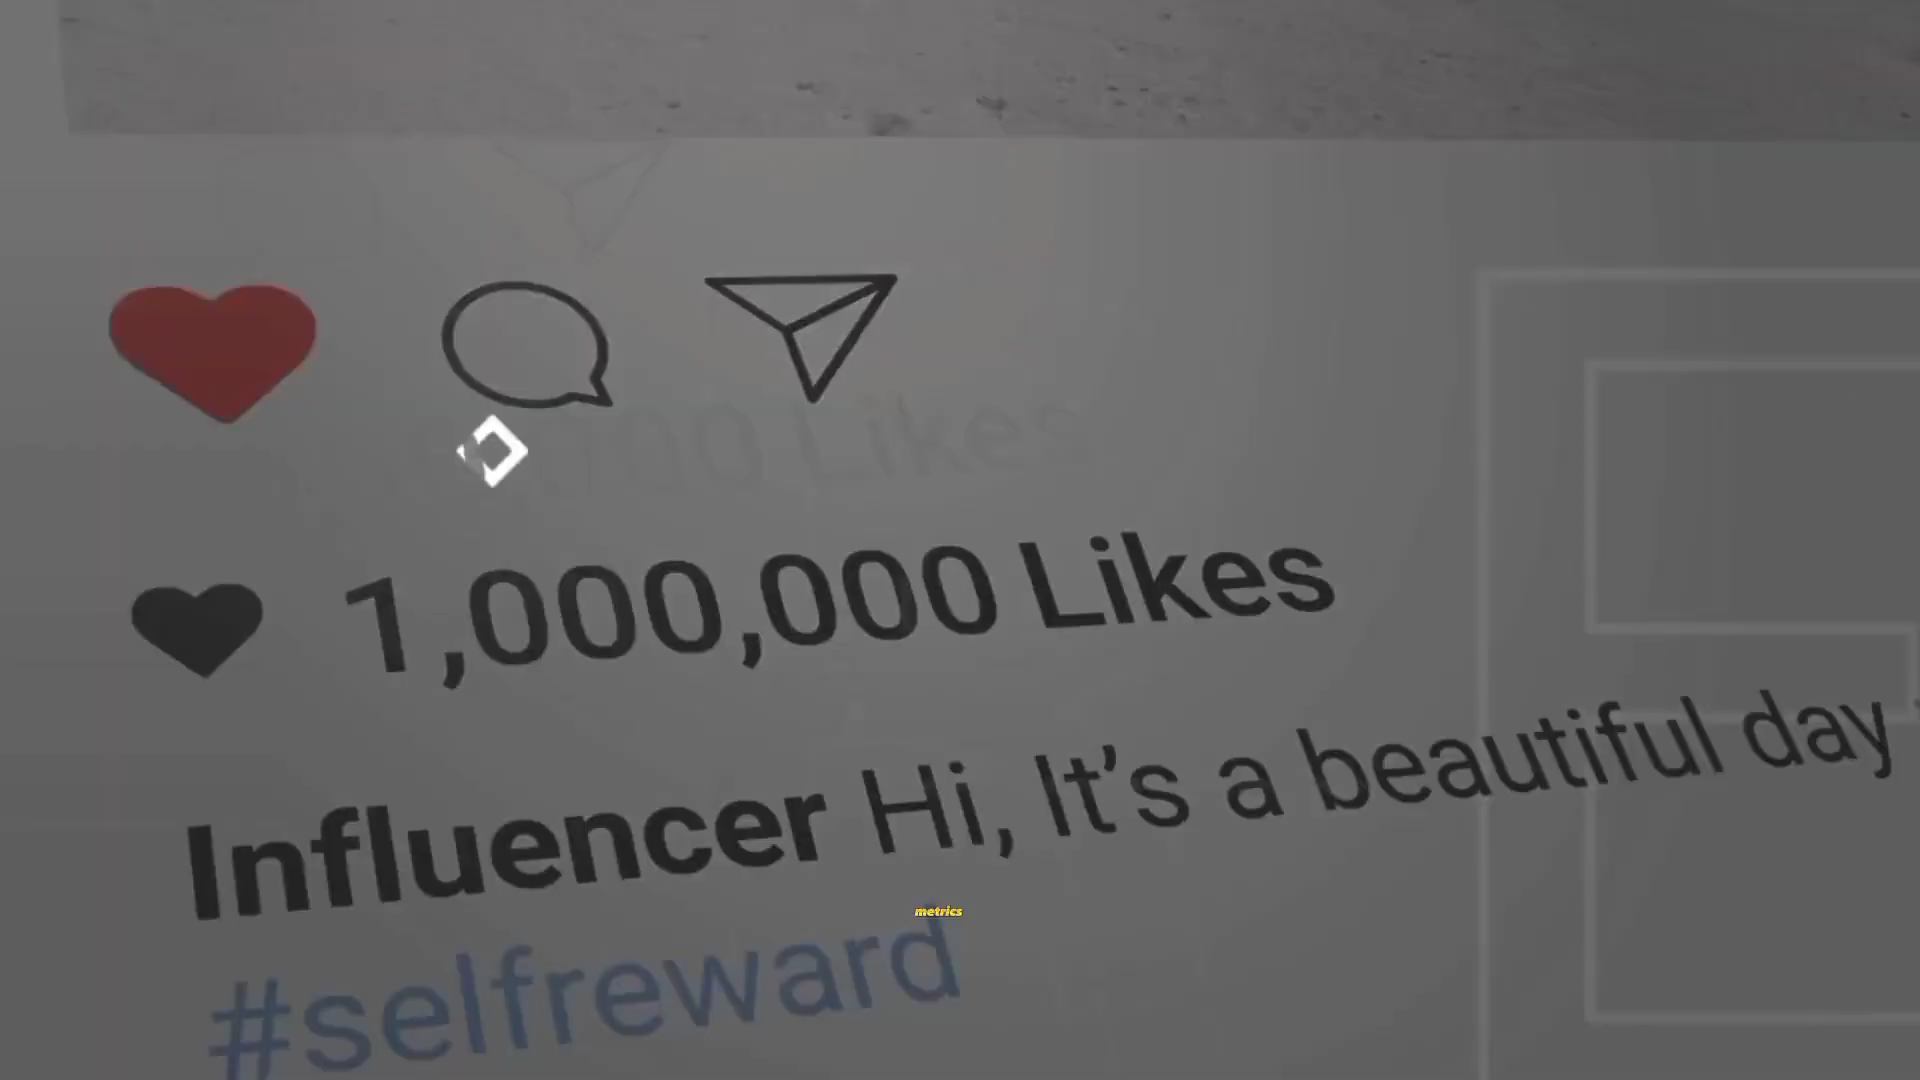 1,000,000 Likes
Influencer Hi, It's a beautiful day
metrics
#selfreward